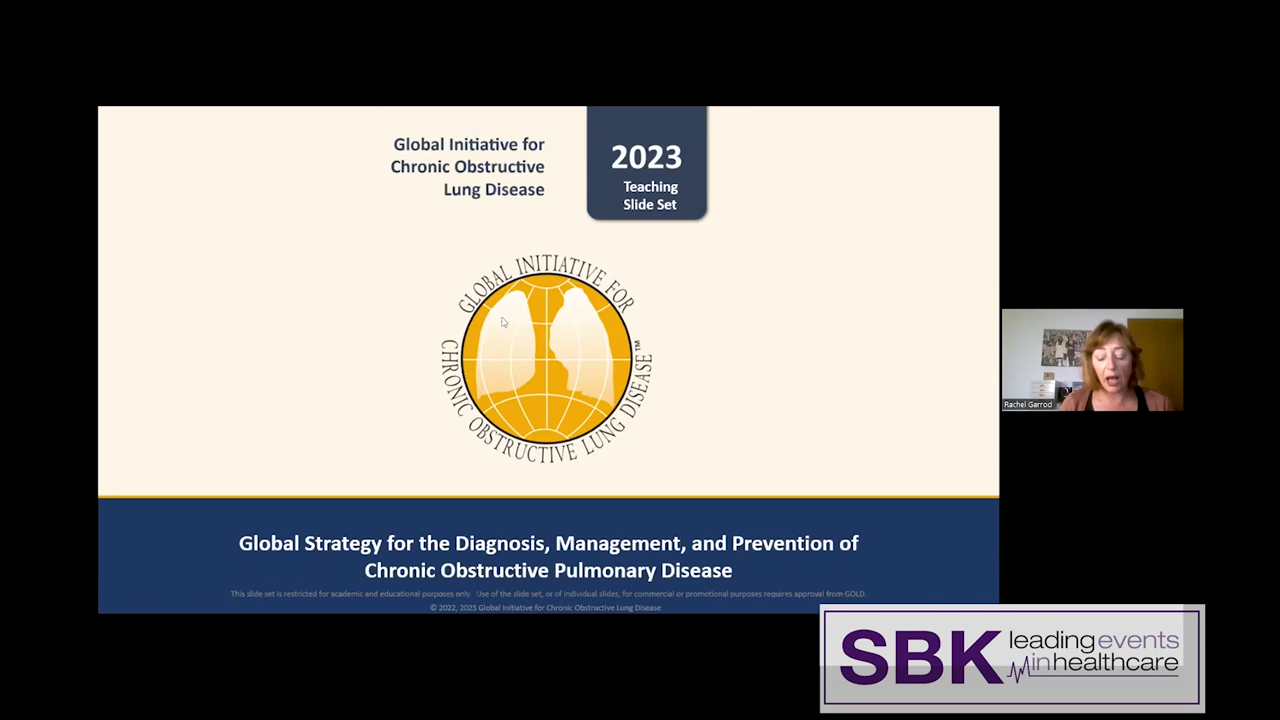 Global Initiative for
Chronic Obstructive
Lung Disease
2023
Teaching
Slide Set
GLOBAL INITIATIVE FOR
CHRONIC OBSTRUCTIVE LUNG DISEASE™
Global Strategy for the Diagnosis, Management, and Prevention of
Chronic Obstructive Pulmonary Disease
This slide set is restricted for academic and educational purposes only. Use of the slide set, or of individual slides, for commercial or promotional purposes requires approval from GOLD.
© 2022, 2023 Global Initiative for Chronic Obstructive Lung Disease
Rachel Garrod
SBK leading events
in healthcare